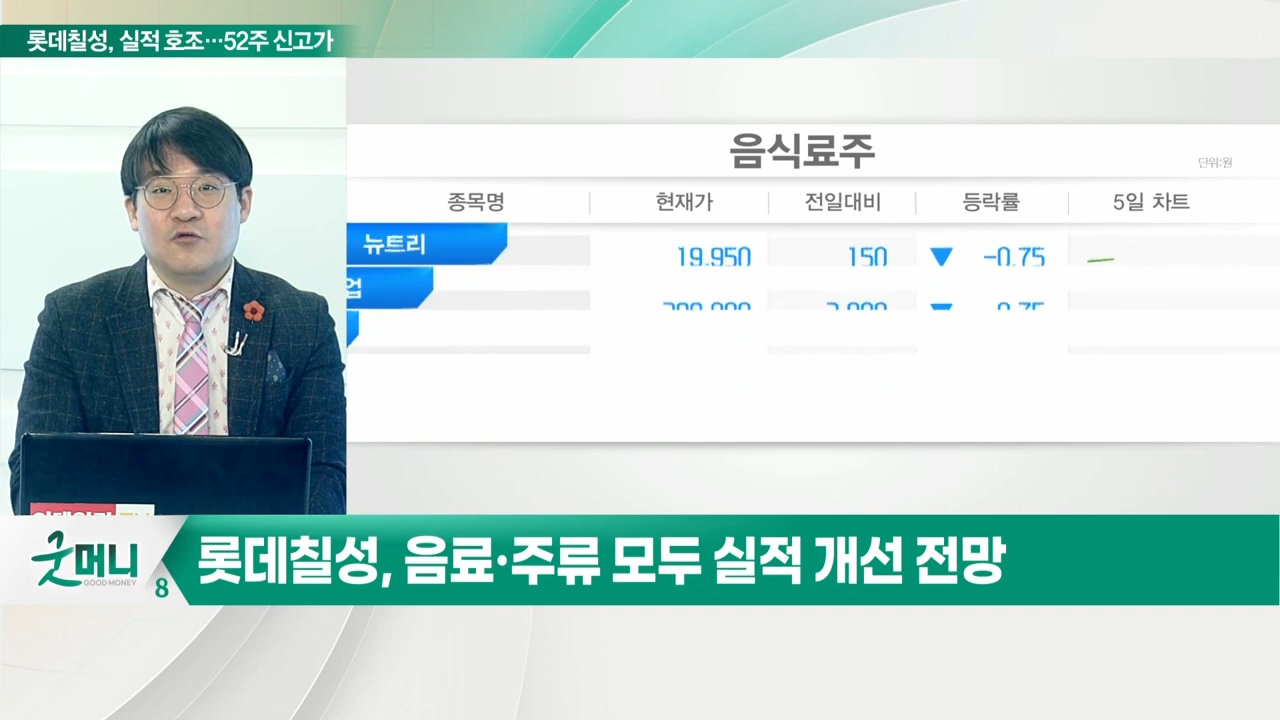 롯데칠성, 실적 호조…52주 신고가
음식료주
단위:원
종목명 현재가 전일대비 등락률 5일 차트
뉴트리 19,950 150 ▼ -0.75
업
굿머니
GOOD MONEY
8
롯데칠성, 음료·주류 모두 실적 개선 전망